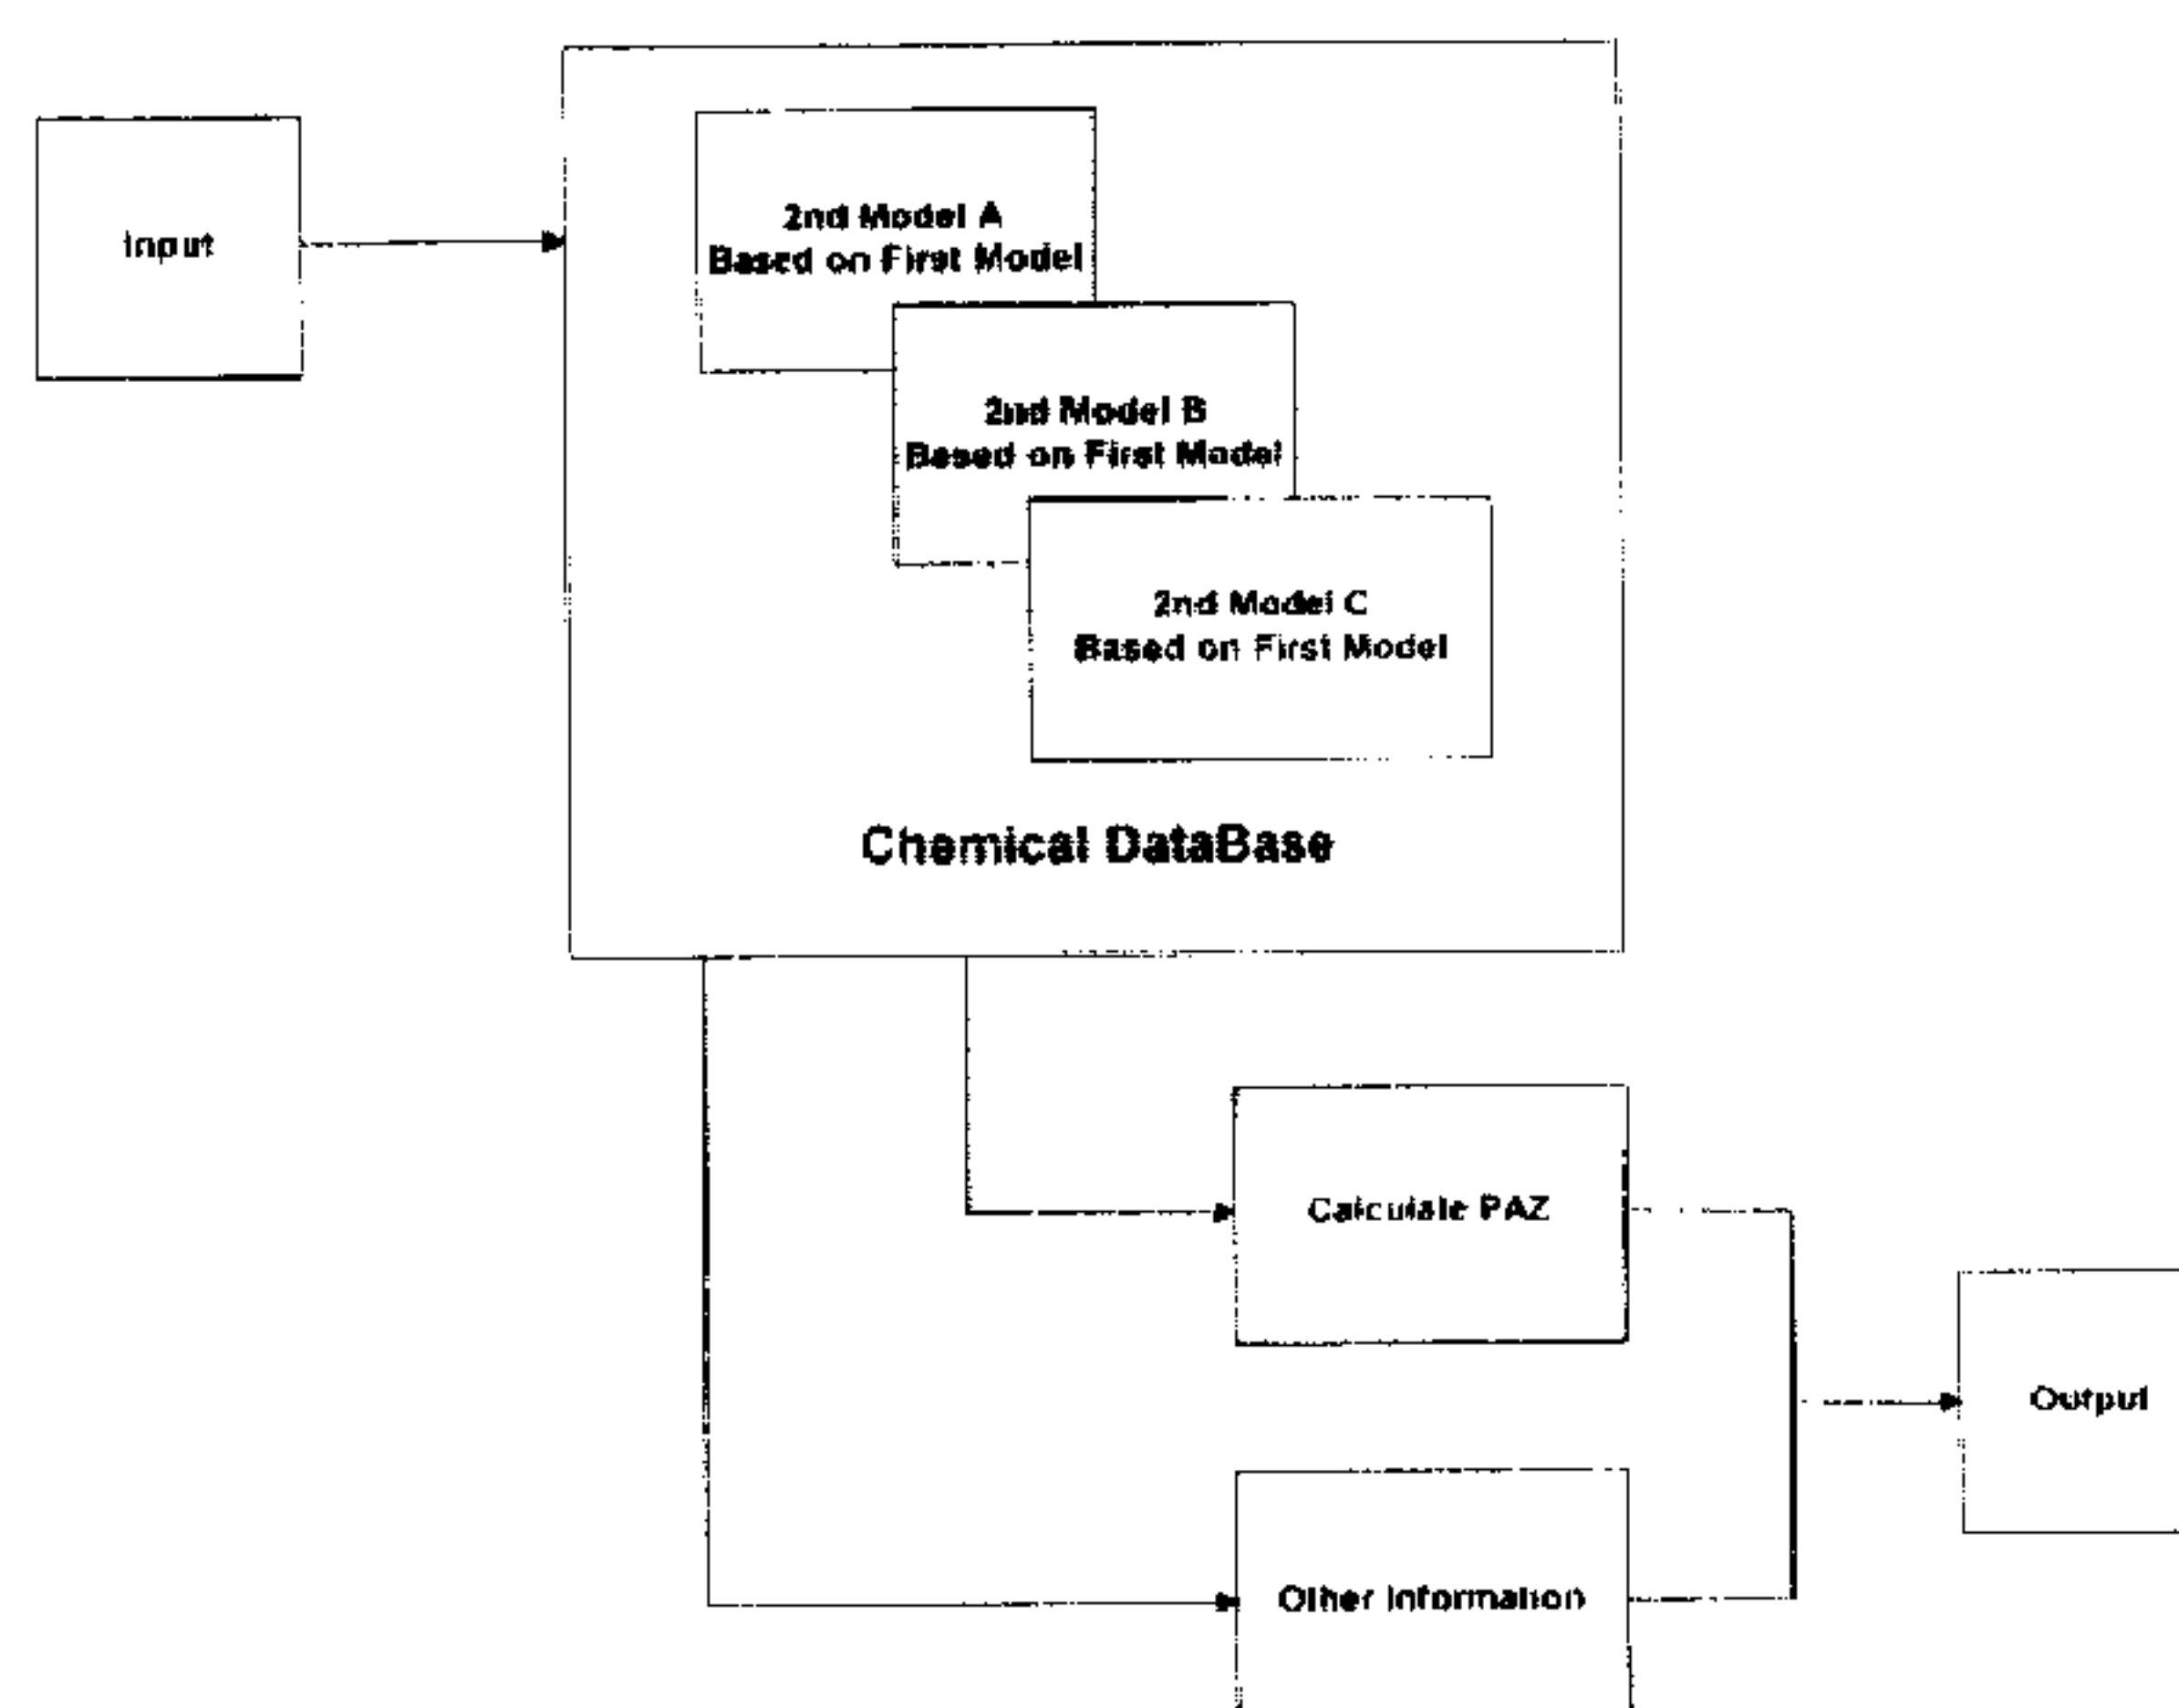 Input
2nd Model A
Based on First Model
2nd Model B
Based on First Model
2nd Model C
Based on First Model
Chemical DataBase
Calculate PAZ
Output
Other Information